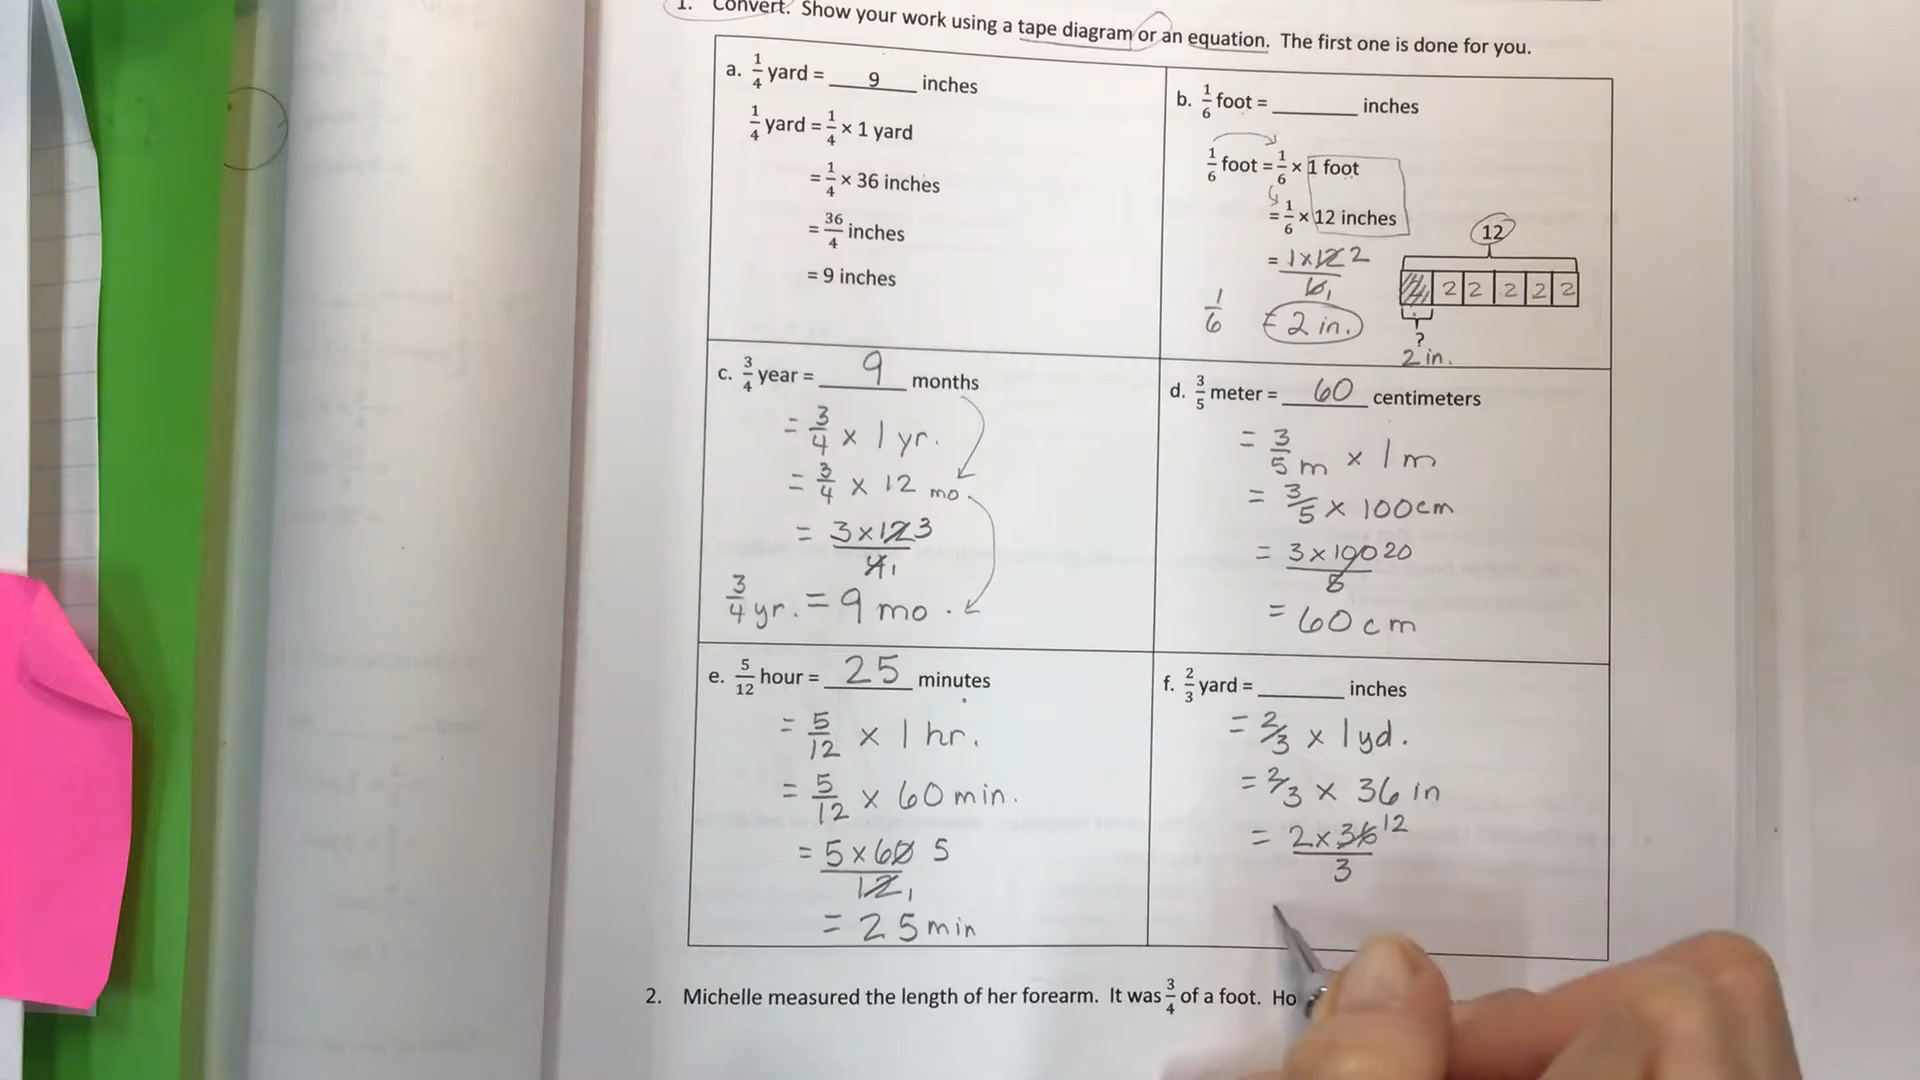 1. Convert. Show your work using a tape diagram or an equation. The first one is done for you.
a. 1/4 yard = 9 inches
1/4 yard = 1/4 × 1 yard
= 1/4 × 36 inches
= 36/4 inches
= 9 inches
b. 1/6 foot = ______ inches
1/6 foot = 1/6 × 1 foot
= 1/6 × 12 inches
= 1×12 2 / 6 1
1/6 = 2 in.
12
2 2 2 2 2
?
2 in.
c. 3/4 year = 9 months
= 3/4 × 1 yr.
= 3/4 × 12 mo.
= 3×12 3 / 4 1
3/4 yr. = 9 mo.
d. 3/5 meter = 60 centimeters
= 3/5 m × 1 m
= 3/5 × 100cm
= 3×100 20 / 5
= 60 cm
e. 5/12 hour = 25 minutes
= 5/12 × 1 hr.
= 5/12 × 60 min.
= 5×60 5 / 12 1
= 25 min
f. 2/3 yard = ______ inches
= 2/3 × 1 yd.
= 2/3 × 36 in
= 2×36 12 / 3
2. Michelle measured the length of her forearm. It was 3/4 of a foot. Ho